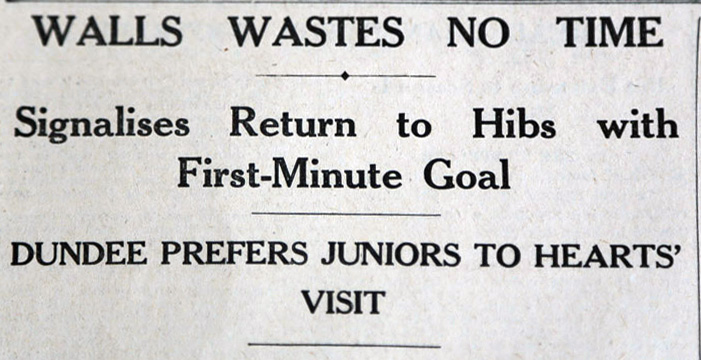 WALLS WASTES NO TIME
Signalises Return to Hibs with
First-Minute Goal
DUNDEE PREFERS JUNIORS TO HEARTS'
VISIT